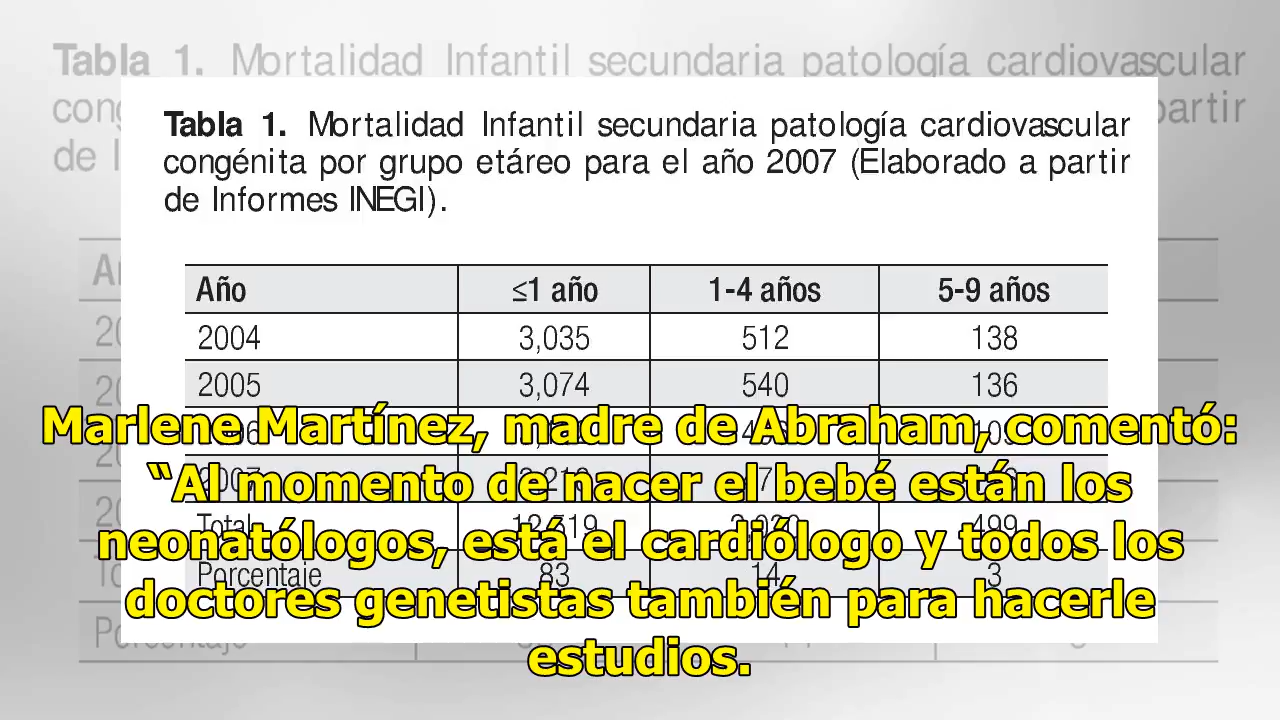 Tabla 1. Mortalidad Infantil secundaria patología cardiovascular
congénita por grupo etáreo para el año 2007 (Elaborado a partir
de Informes INEGI).
Año ≤1 año 1-4 años 5-9 años
2004 3,035 512 138
2005 3,074 540 136
Marlene Martínez, madre de Abraham, comentó:
“Al momento de nacer el bebé están los
neonatólogos, está el cardiólogo y todos los
doctores genetistas también para hacerle
estudios.
Total 499
Porcentaje 83 14 3